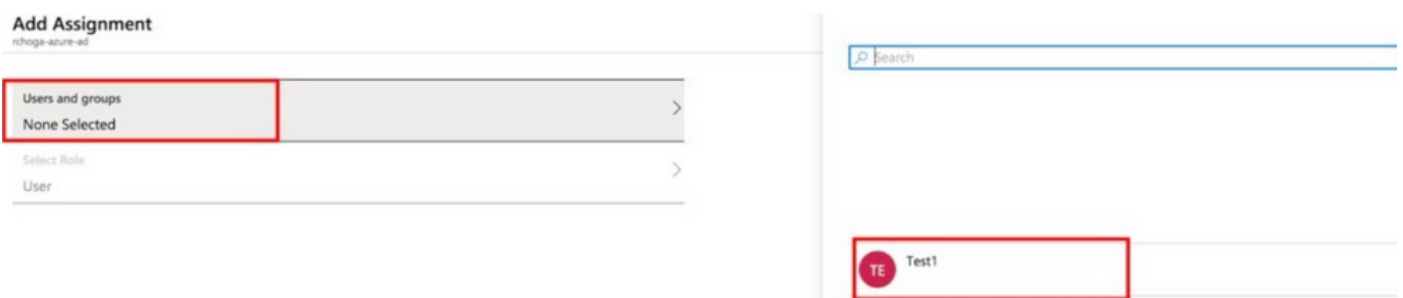 Add Assignment
rchoga-azure-ad
Users and groups
None Selected
Select Role
User
Search
TE
Test1